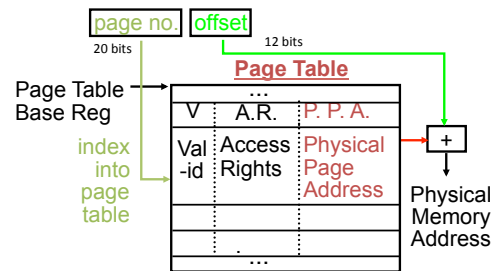 page no. offset
20 bits 12 bits
Page Table
Page Table
Base Reg
...
V A.R. P. P. A.
+
index
into
page
table
Val
-id
Access
Rights
Physical
Page
Address
Physical
Memory
Address
...